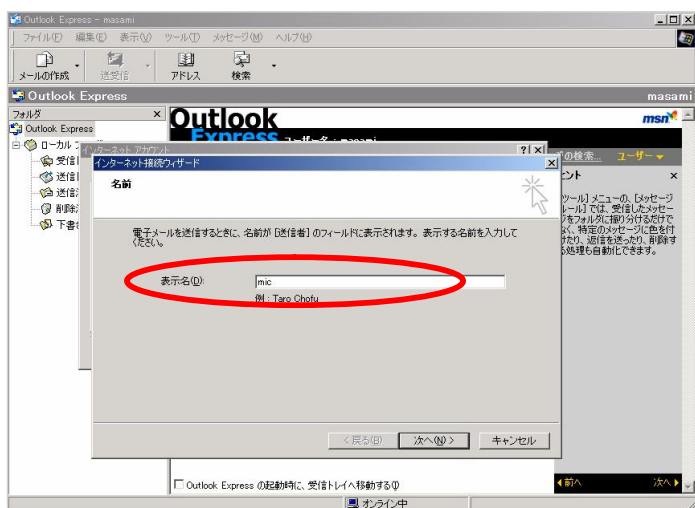 Outlook Express - masami
ファイル(F) 編集(E) 表示(V) ツール(T) メッセージ(M) ヘルプ(H)
メールの作成 送受信 アドレス 検索
Outlook Express masami
フォルダ ×
Outlook Express
Outlook
Express
msn
ローカル
受信
送信
送信
削除
下書
インターネット アカウント
インターネット接続ウィザード
名前
電子メールを送信するときに、名前が [送信者] のフィールドに表示されます。表示する名前を入力して
ください。
表示名(D): mic
例 : Taro Chofu
< 戻る(B) 次へ(N) > キャンセル
の検索... ユーザー
ント ×
ツール] メニューの、[メッセージ
ルール] では、受信したメッセー
ジをフォルダに振り分けるだけで
なく、特定のメッセージに色を付
けたり、返信を送ったり、削除す
る処理も自動化できます。
Outlook Express の起動時に、受信トレイへ移動する(I)
前へ 次へ
オンライン中